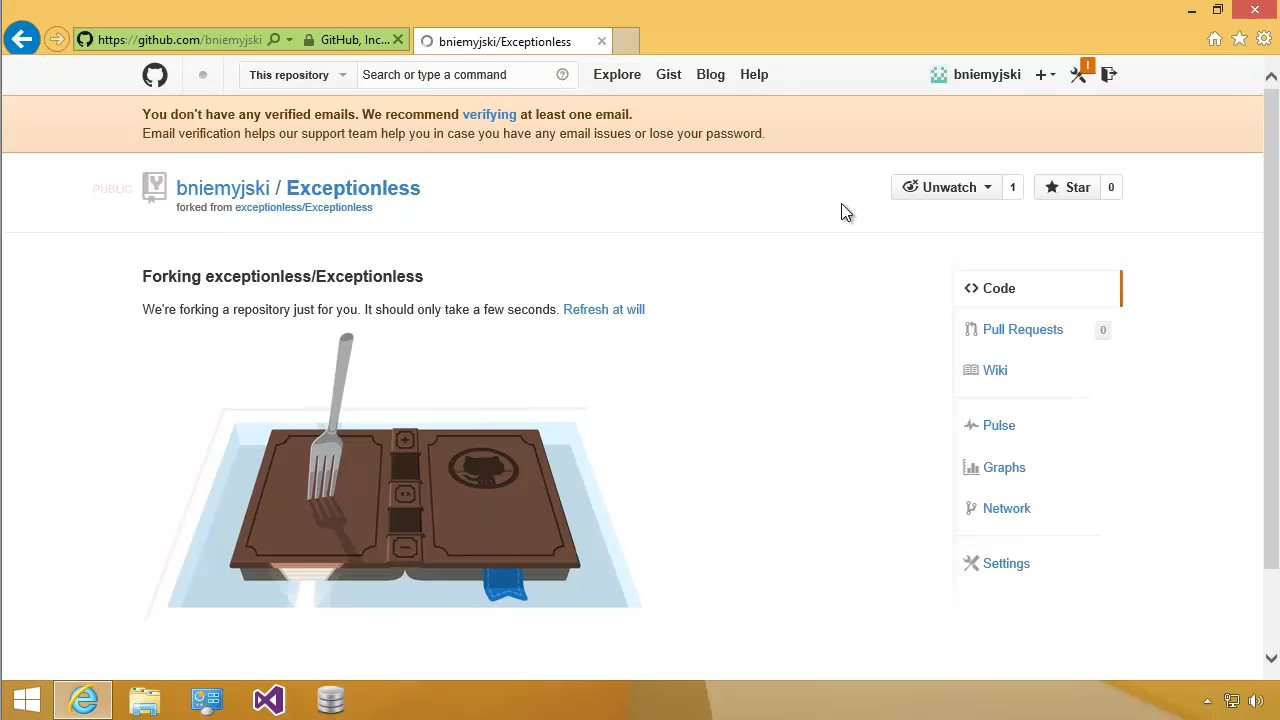 https://github.com/bniemyjski
GitHub, Inc...
bniemyjski/Exceptionless
This repository
Search or type a command
Explore
Gist
Blog
Help
bniemyjski
You don't have any verified emails. We recommend verifying at least one email.
Email verification helps our support team help you in case you have any email issues or lose your password.
PUBLIC
bniemyjski / Exceptionless
forked from exceptionless/Exceptionless
Unwatch
1
Star
0
Forking exceptionless/Exceptionless
We're forking a repository just for you. It should only take a few seconds. Refresh at will
Code
Pull Requests
0
Wiki
Pulse
Graphs
Network
Settings